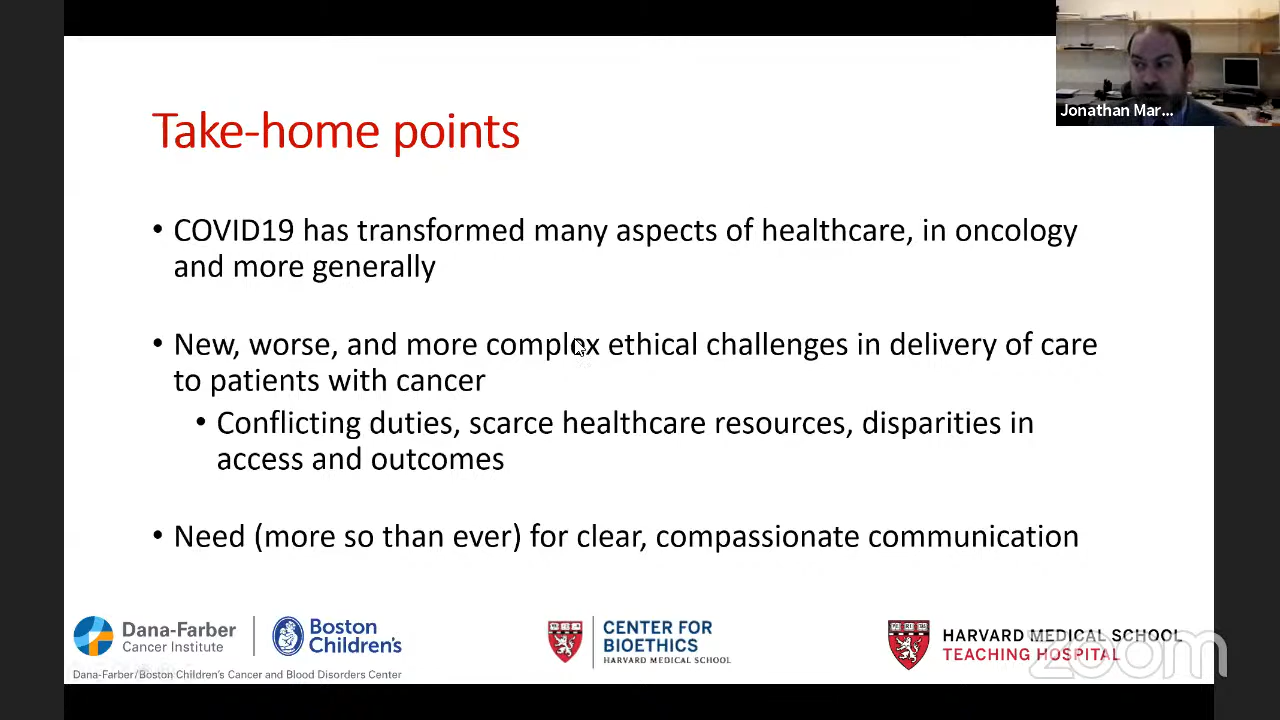 Jonathan Mar...
Take-home points
• COVID19 has transformed many aspects of healthcare, in oncology
and more generally
• New, worse, and more complex ethical challenges in delivery of care
to patients with cancer
• Conflicting duties, scarce healthcare resources, disparities in
access and outcomes
• Need (more so than ever) for clear, compassionate communication
Dana-Farber
Cancer Institute
Boston
Children's
Dana-Farber/Boston Children's Cancer and Blood Disorders Center
CENTER FOR
BIOETHICS
HARVARD MEDICAL SCHOOL
HARVARD MEDICAL SCHOOL
TEACHING HOSPITAL
zoom